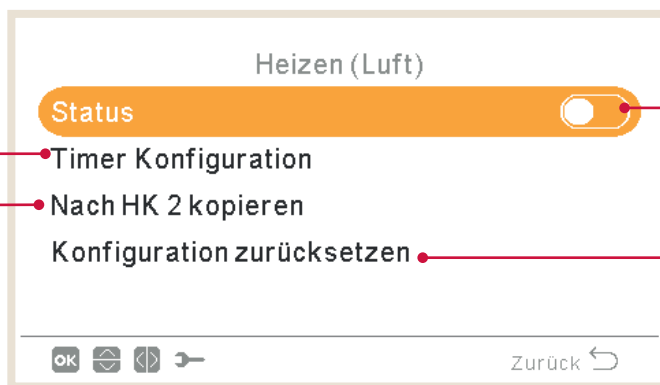 Heizen (Luft)
Status
Timer Konfiguration
Nach HK 2 kopieren
Konfiguration zurücksetzen
OK
Zurück